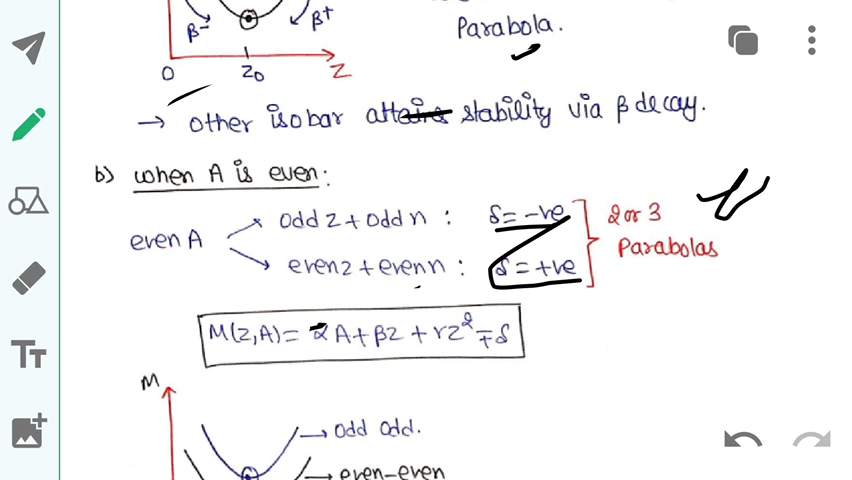 β⁻ β⁺
Parabola.
0 Z₀ Z
→ other isobar attains stability via β decay.
b) when A is even:
even A
odd z + odd n : δ = -ve
even z + even n : δ = +ve
2 or 3
Parabolas
M(z,A) = αA + βz + γz² ∓ δ
M
→ odd odd.
→ even-even
Tт